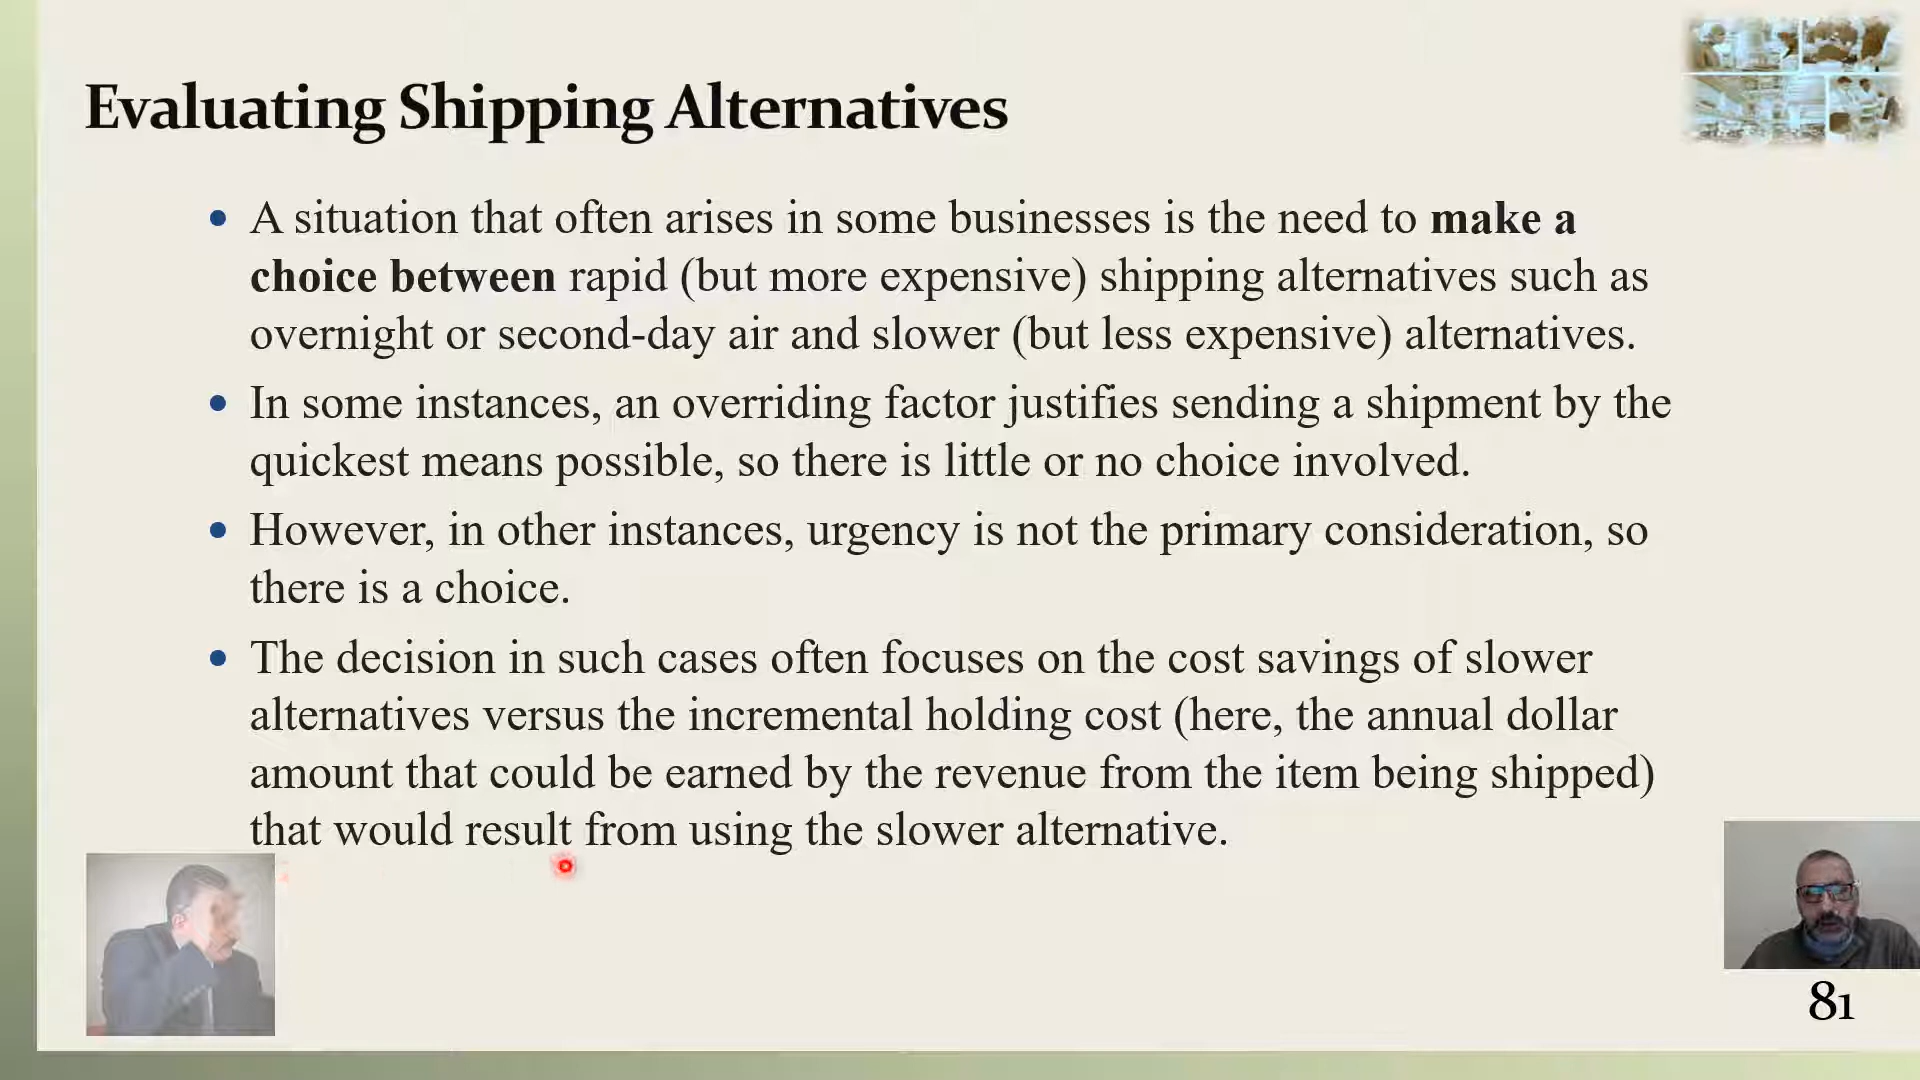 Evaluating Shipping Alternatives
A situation that often arises in some businesses is the need to make a
choice between rapid (but more expensive) shipping alternatives such as
overnight or second-day air and slower (but less expensive) alternatives.
In some instances, an overriding factor justifies sending a shipment by the
quickest means possible, so there is little or no choice involved.
However, in other instances, urgency is not the primary consideration, so
there is a choice.
The decision in such cases often focuses on the cost savings of slower
alternatives versus the incremental holding cost (here, the annual dollar
amount that could be earned by the revenue from the item being shipped)
that would result from using the slower alternative.
81